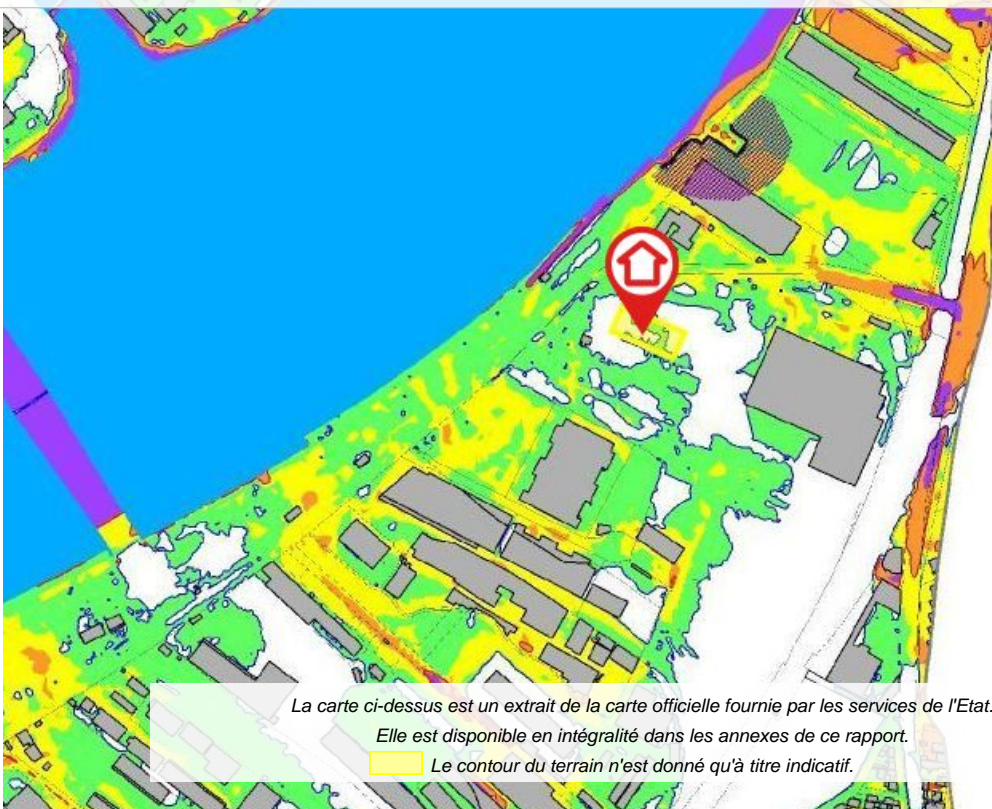 La carte ci-dessus est un extrait de la carte officielle fournie par les services de l'Etat.
Elle est disponible en intégralité dans les annexes de ce rapport.
Le contour du terrain n'est donné qu'à titre indicatif.